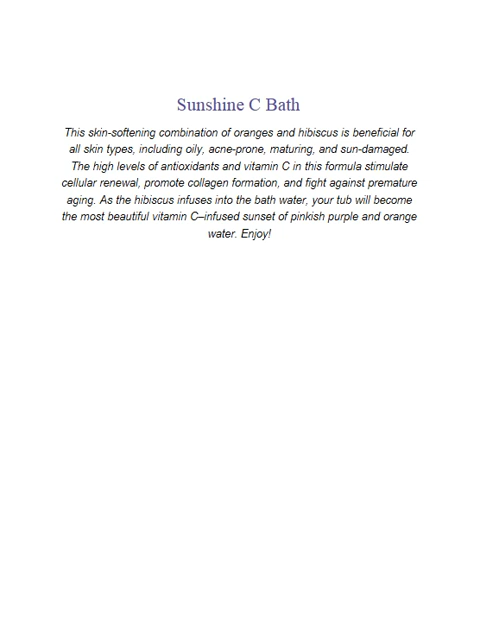 Sunshine C Bath
This skin-softening combination of oranges and hibiscus is beneficial for
all skin types, including oily, acne-prone, maturing, and sun-damaged.
The high levels of antioxidants and vitamin C in this formula stimulate
cellular renewal, promote collagen formation, and fight against premature
aging. As the hibiscus infuses into the bath water, your tub will become
the most beautiful vitamin C–infused sunset of pinkish purple and orange
water. Enjoy!